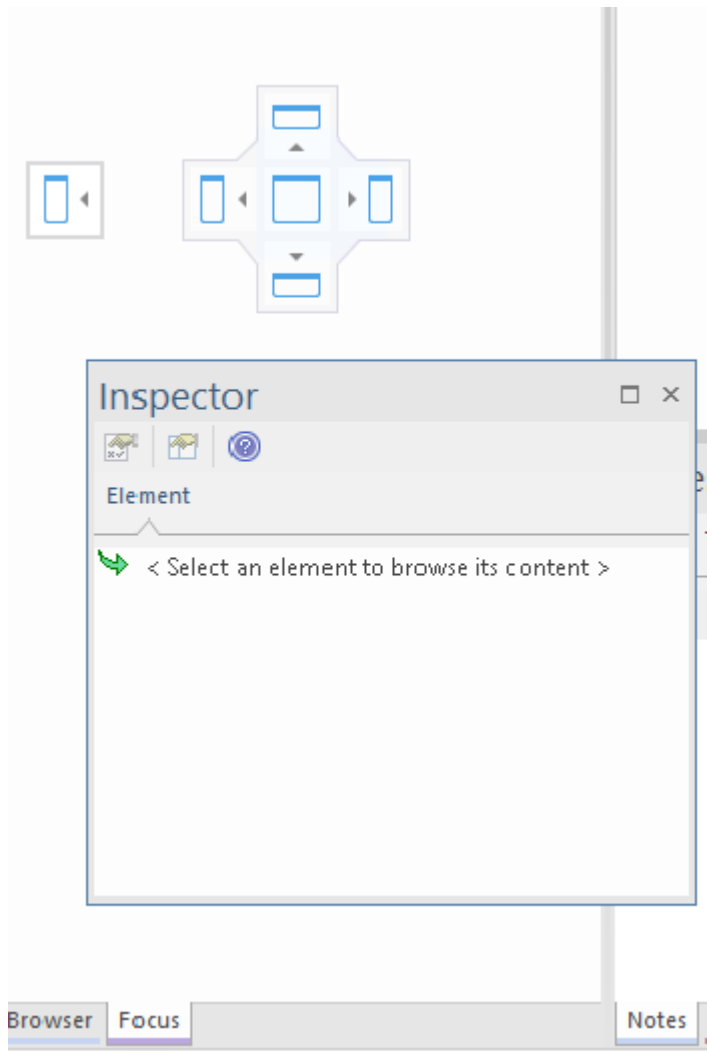 Inspector
Element
< Select an element to browse its content >
Browser Focus Notes